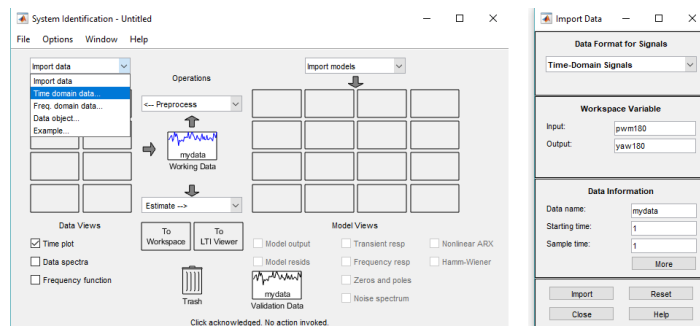 System Identification - Untitled
File Options Window Help
Import data
Import data
Time domain data...
Freq. domain data...
Data object...
Example...
Operations
<-- Preprocess
mydata
Working Data
Estimate -->
Import models
Data Views
Time plot
Data spectra
Frequency function
To Workspace
To LTI Viewer
Trash
mydata
Validation Data
Model Views
Model output
Model resids
Transient resp
Frequency resp
Zeros and poles
Noise spectrum
Nonlinear ARX
Hamm-Wiener
Click acknowledged. No action invoked.
Import Data
Data Format for Signals
Time-Domain Signals
Workspace Variable
Input: pwm180
Output: yaw180
Data Information
Data name: mydata
Starting time: 1
Sample time: 1
More
Import Reset
Close Help